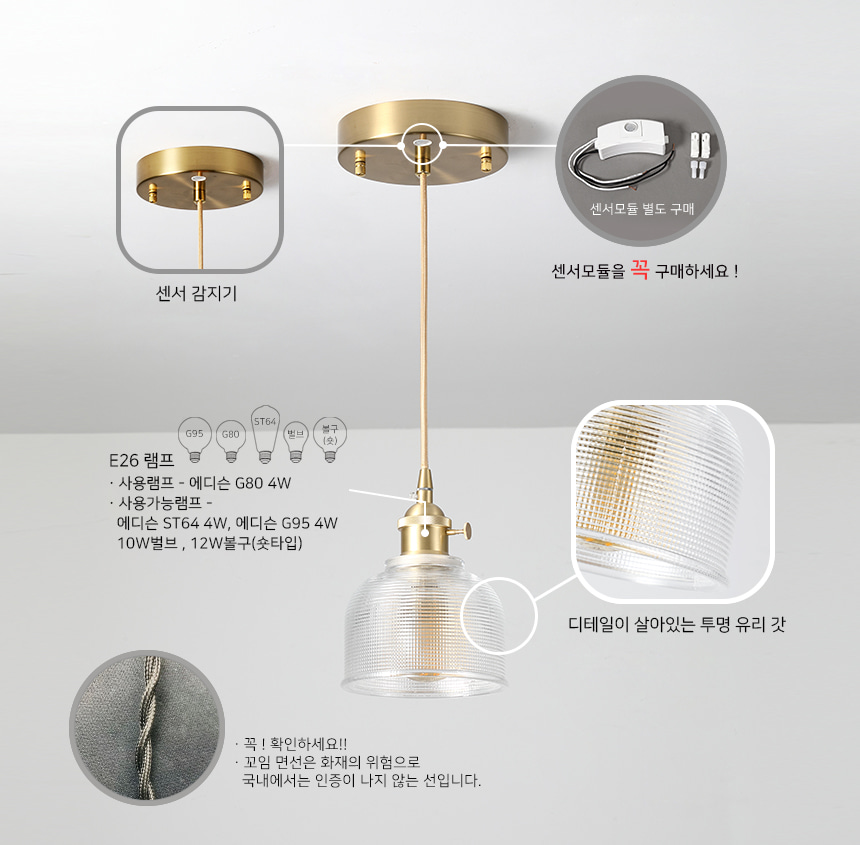 센서모듈 별도 구매
센서모듈을 꼭 구매하세요 !
센서 감지기
G95
G80
ST64
벌브
볼구
(숏)
E26 램프
· 사용램프 - 에디슨 G80 4W
· 사용가능램프 -
에디슨 ST64 4W, 에디슨 G95 4W
10W벌브 , 12W볼구(숏타입)
디테일이 살아있는 투명 유리 갓
· 꼭 ! 확인하세요!!
· 꼬임 면선은 화재의 위험으로
국내에서는 인증이 나지 않는 선입니다.